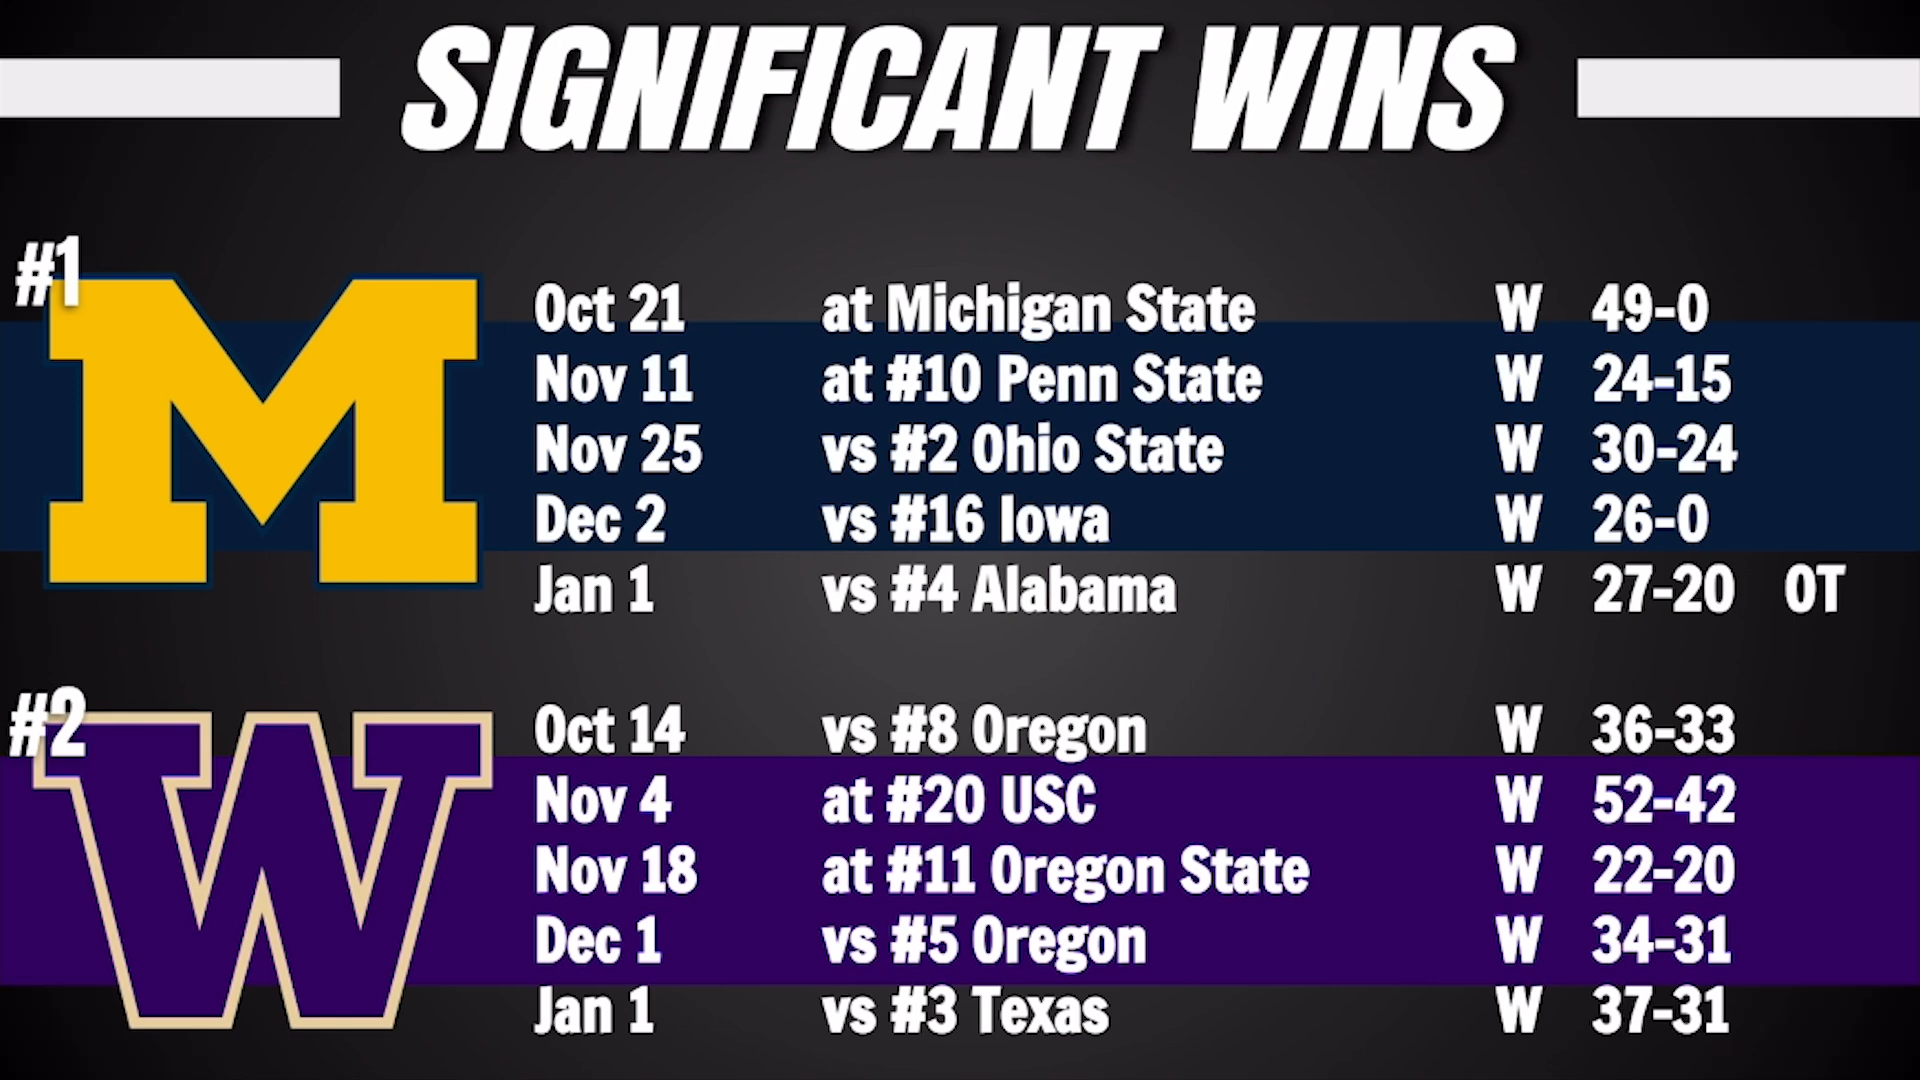 SIGNIFICANT WINS
#1
M
Oct 21 at Michigan State W 49-0
Nov 11 at #10 Penn State W 24-15
Nov 25 vs #2 Ohio State W 30-24
Dec 2 vs #16 Iowa W 26-0
Jan 1 vs #4 Alabama W 27-20 OT
#2
W
Oct 14 vs #8 Oregon W 36-33
Nov 4 at #20 USC W 52-42
Nov 18 at #11 Oregon State W 22-20
Dec 1 vs #5 Oregon W 34-31
Jan 1 vs #3 Texas W 37-31